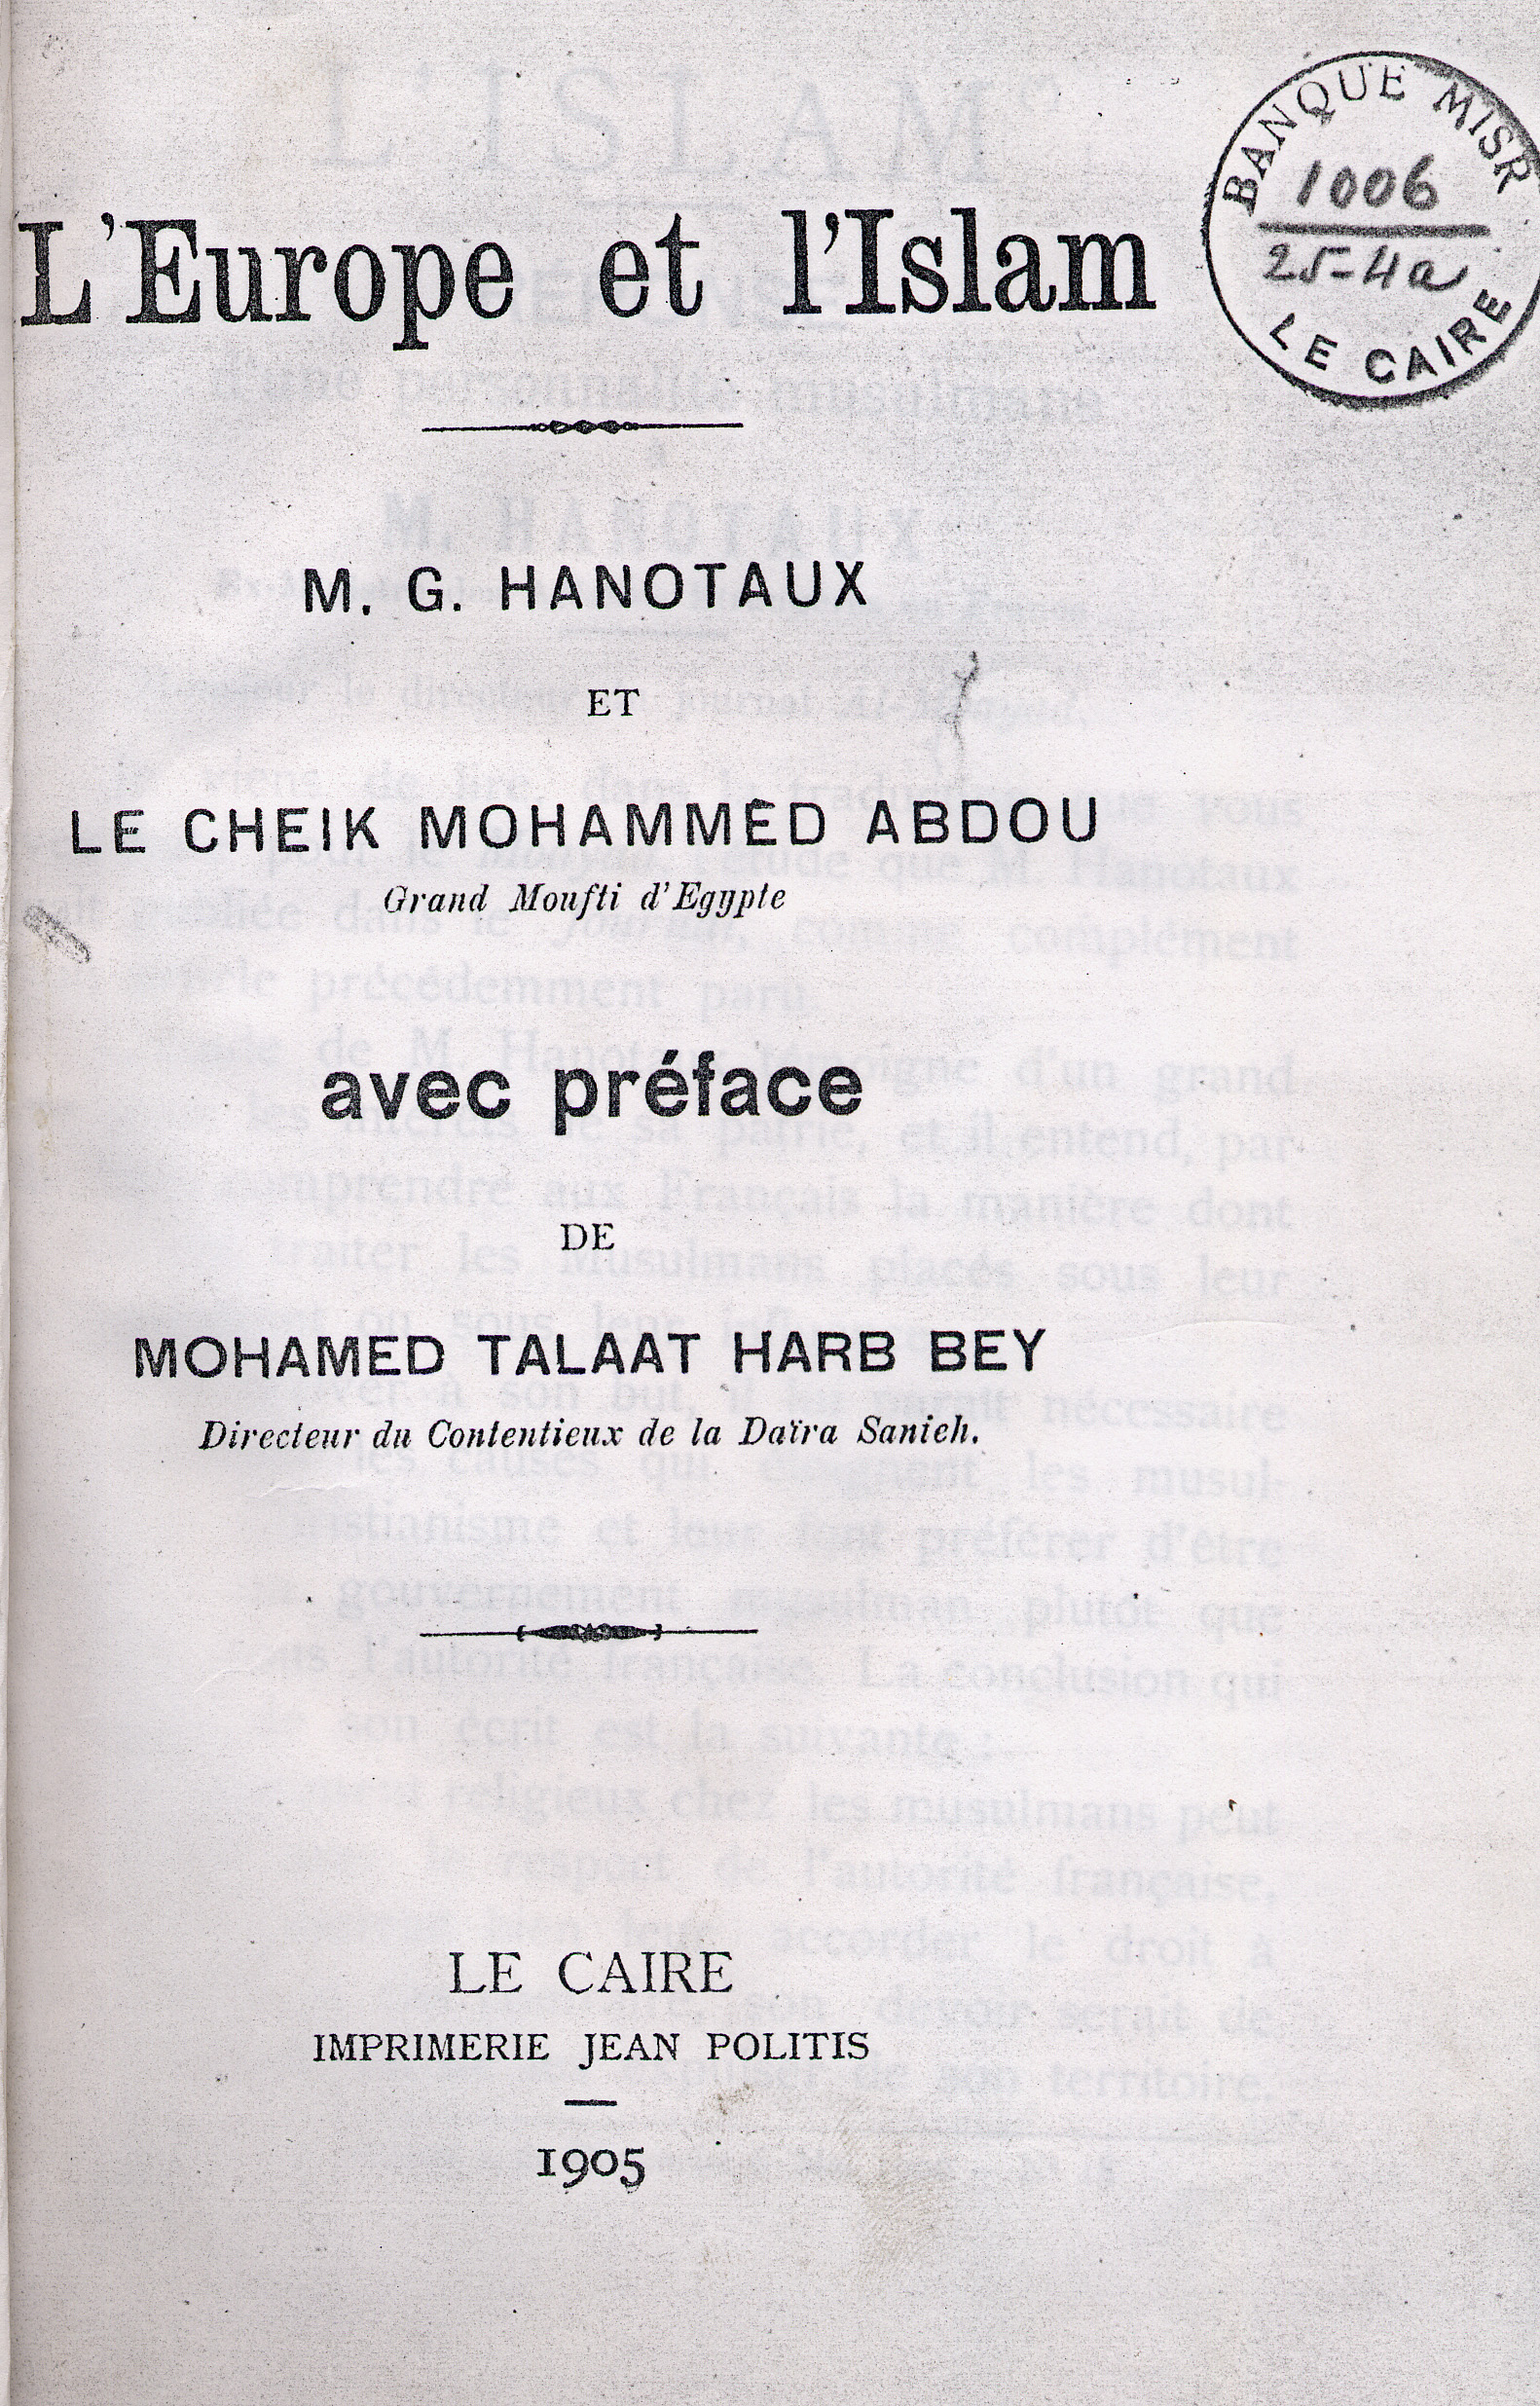 BANQUE MISR
1006
25-4a
LE CAIRE
L'Europe et l'Islam
M. G. HANOTAUX
ET
LE CHEIK MOHAMMED ABDOU
Grand Moufti d'Egypte
avec préface
DE
MOHAMED TALAAT HARB BEY
Directeur du Contentieux de la Daïra Sanieh.
LE CAIRE
IMPRIMERIE JEAN POLITIS
1905